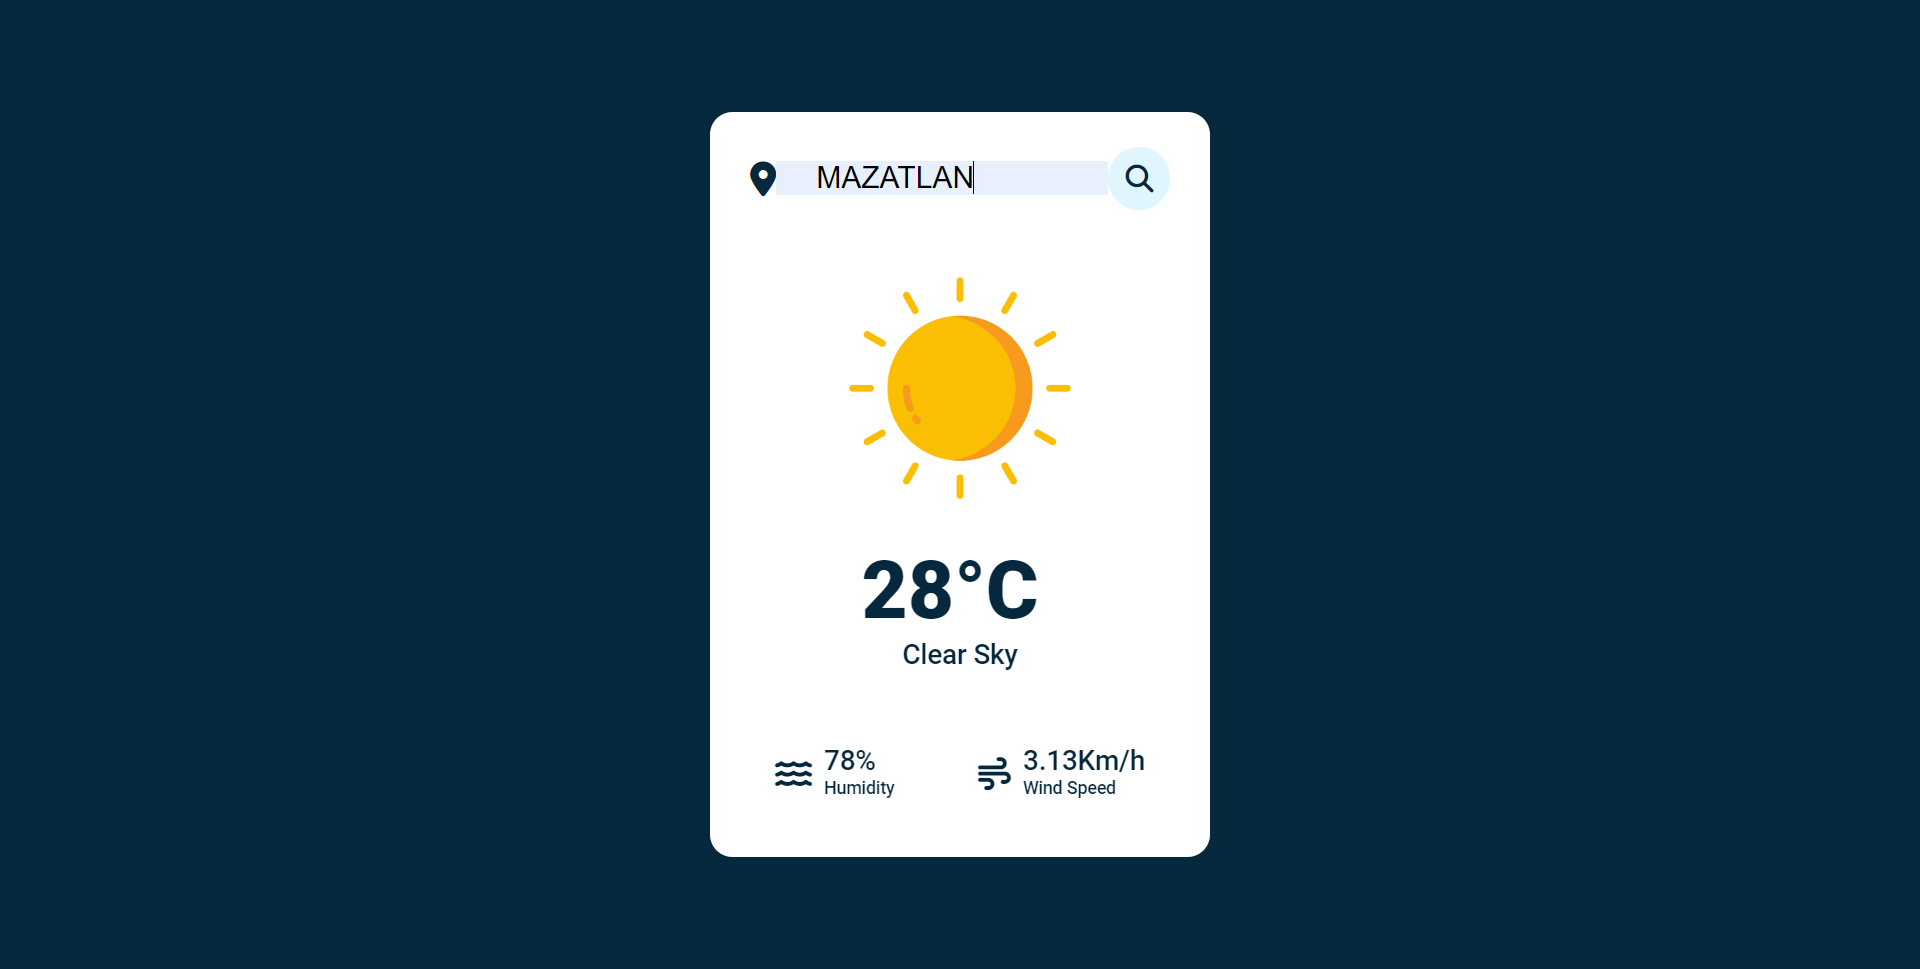 MAZATLAN
28°C
Clear Sky
78%
Humidity
3.13Km/h
Wind Speed